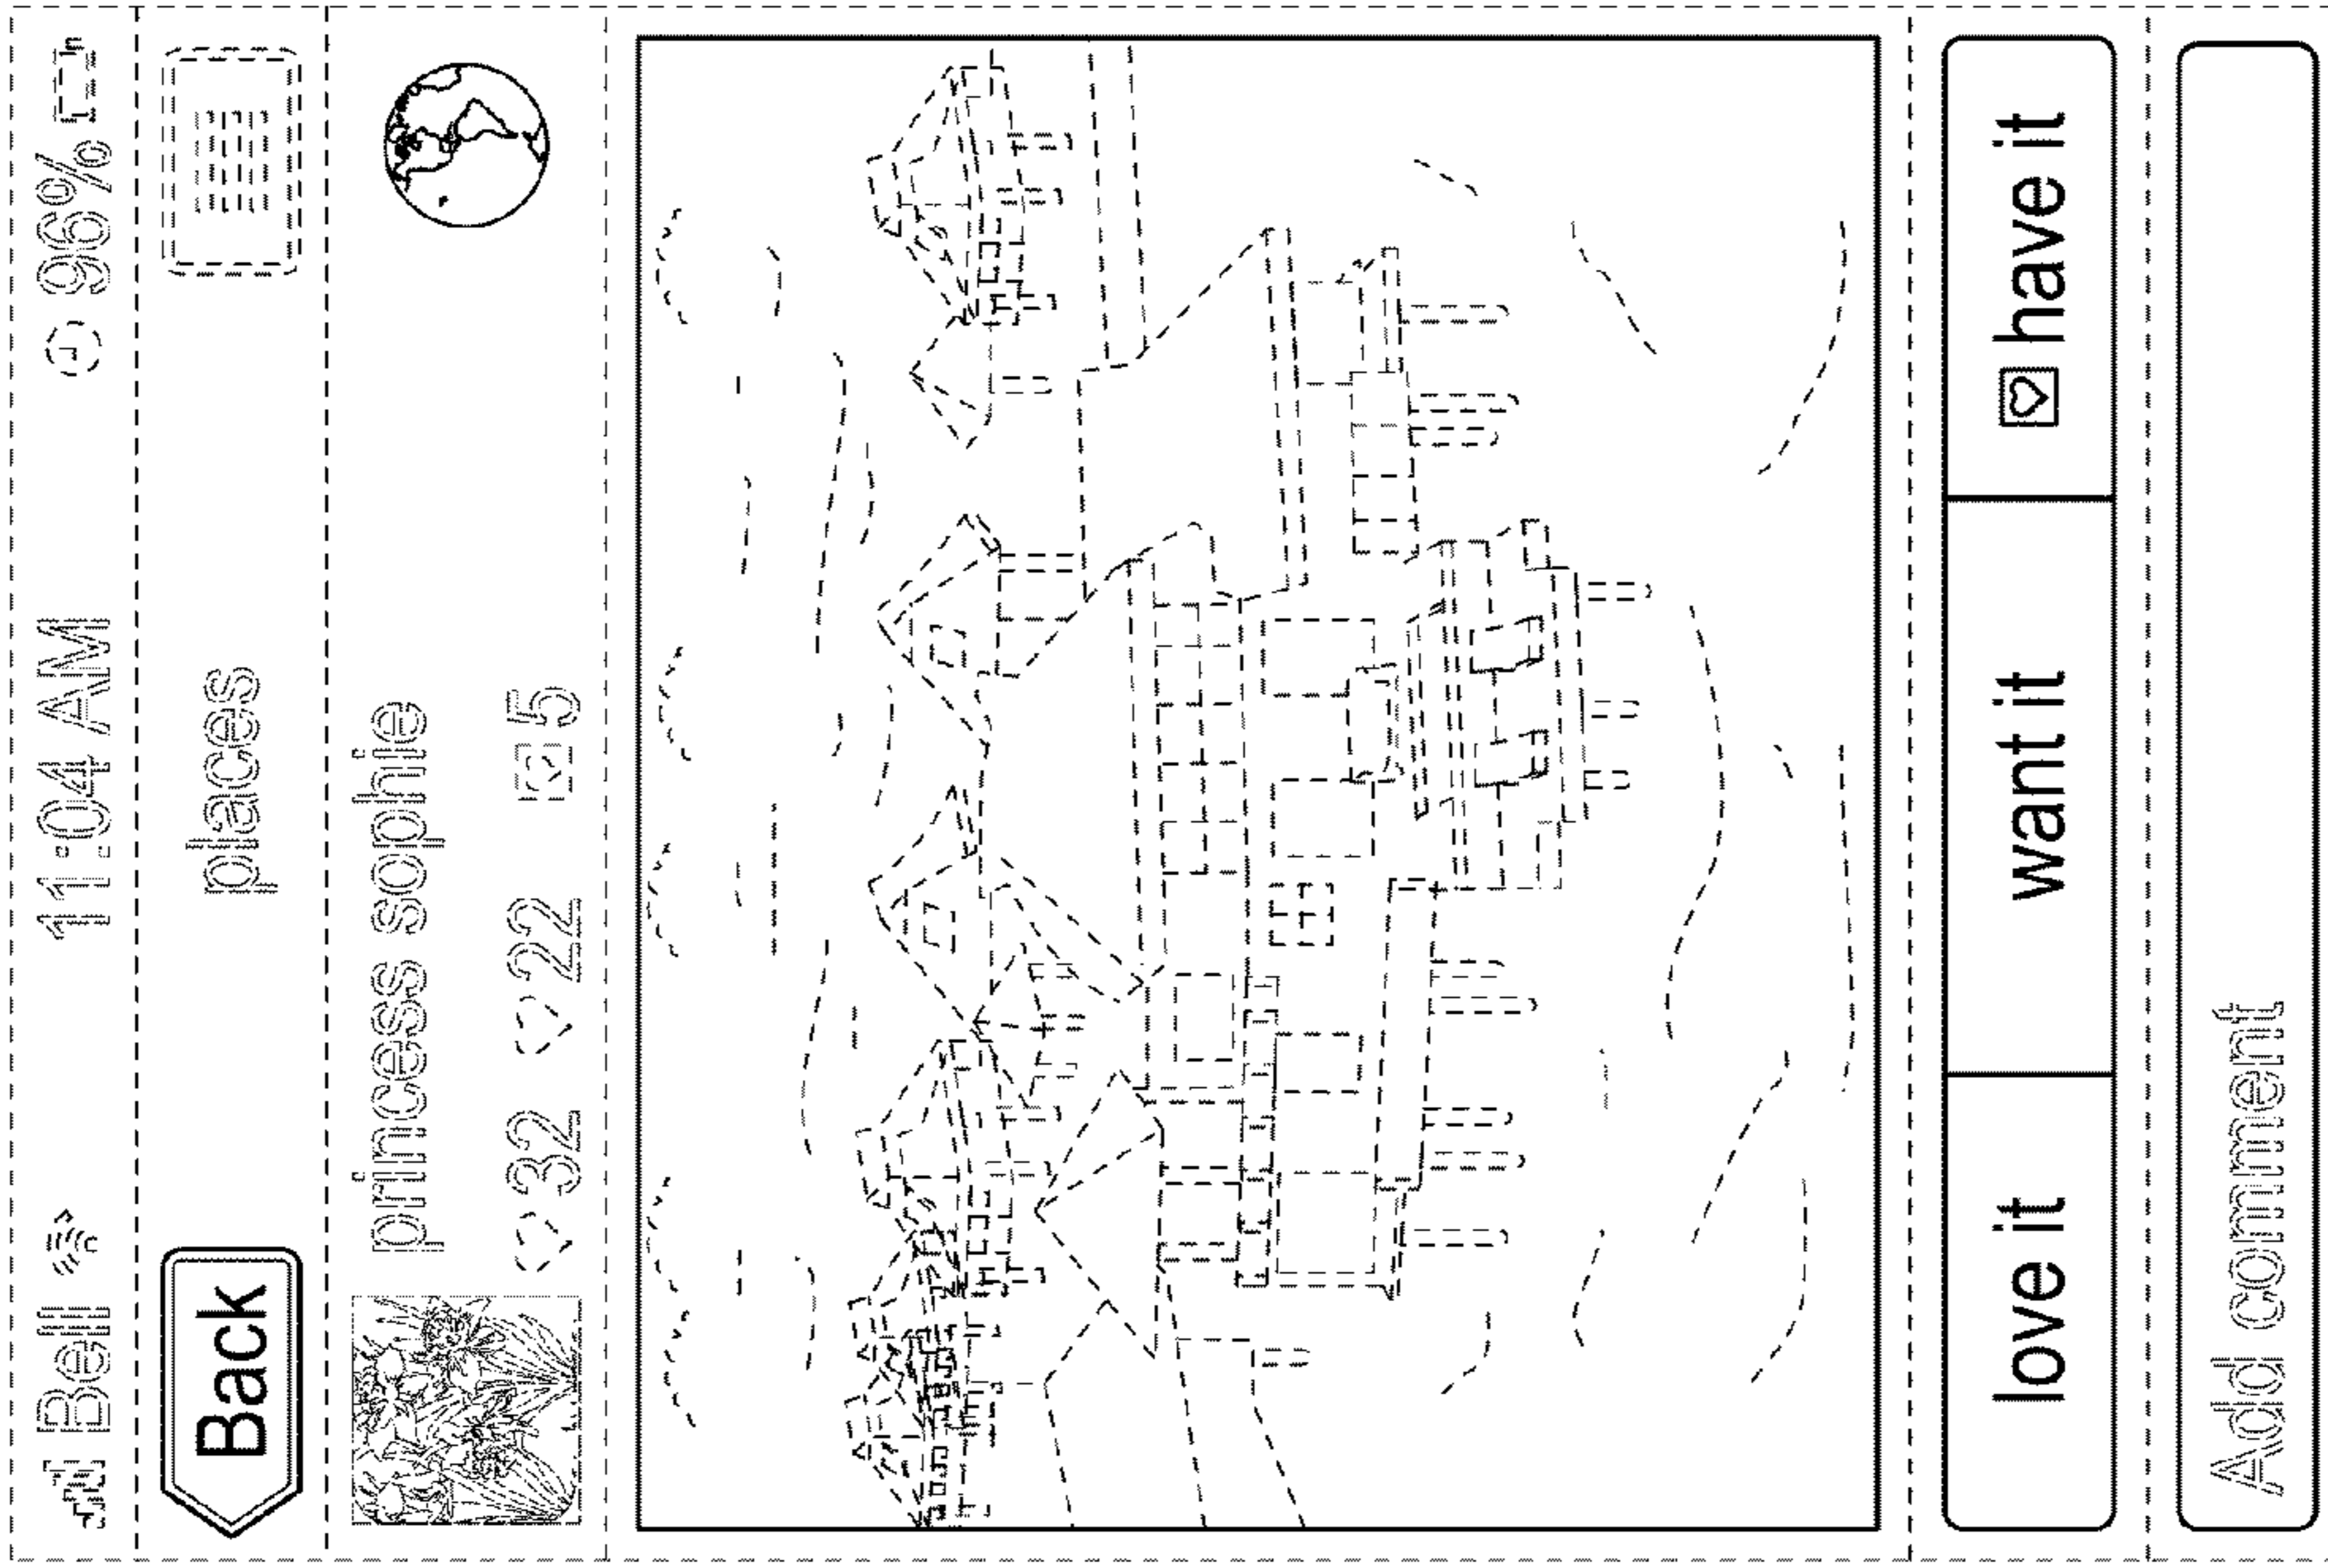 Bell 11:04 AM 96%
Back places
princess sophie
32 22 5
love it want it have it
Add comment